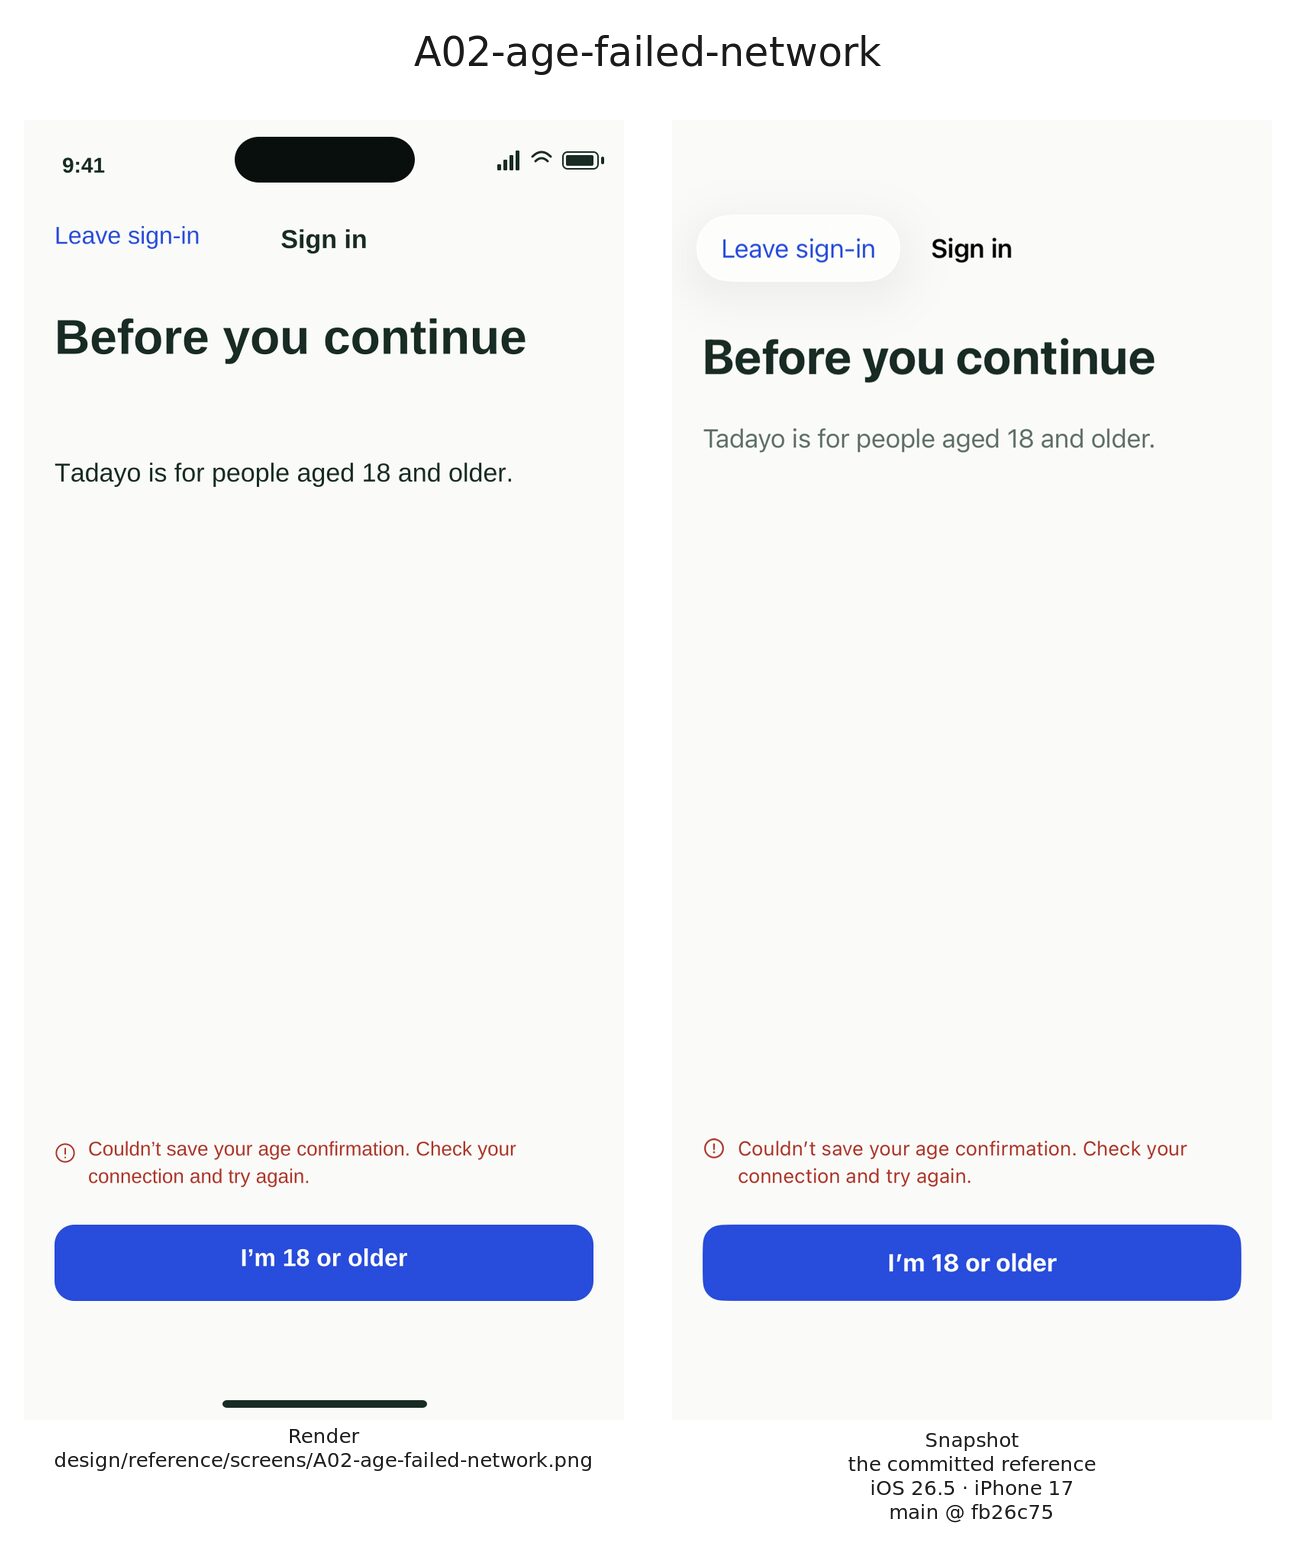 A02-age-failed-network
9:41
Leave sign-in
Sign in
Before you continue
Tadayo is for people aged 18 and older.
Couldn’t save your age confirmation. Check your
connection and try again.
I’m 18 or older
Render
design/reference/screens/A02-age-failed-network.png
Leave sign-in
Sign in
Before you continue
Tadayo is for people aged 18 and older.
Couldn’t save your age confirmation. Check your
connection and try again.
I’m 18 or older
Snapshot
the committed reference
iOS 26.5 · iPhone 17
main @ fb26c75